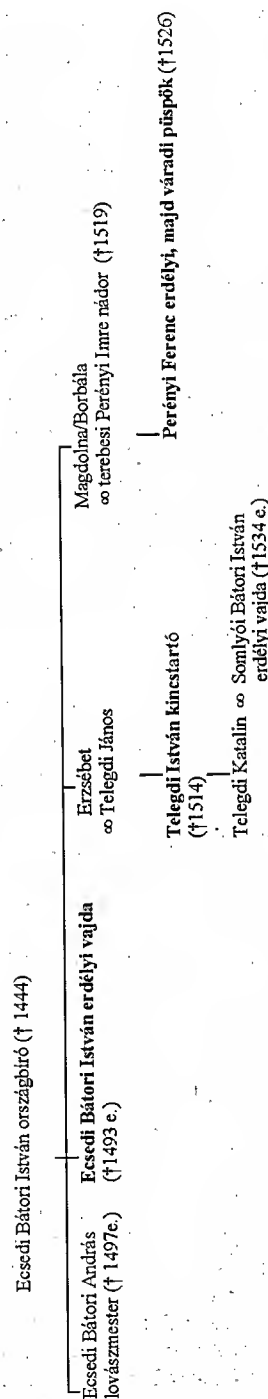 Ecsedi Bátori István országbíró († 1444)
Ecsedi Bátori András
lovászmester († 1497e.)
Ecsedi Bátori István erdélyi vajda
(†1493 e.)
Erzsébet
∞ Telegdi János
Magdolna/Borbála
∞ terebesi Perényi Imre nádor (†1519)
Telegdi István kincstartó
(†1514)
Perényi Ferenc erdélyi, majd váradi püspök (†1526)
Telegdi Katalin ∞ Somlyói Bátori István
erdélyi vajda (†1534 e.)